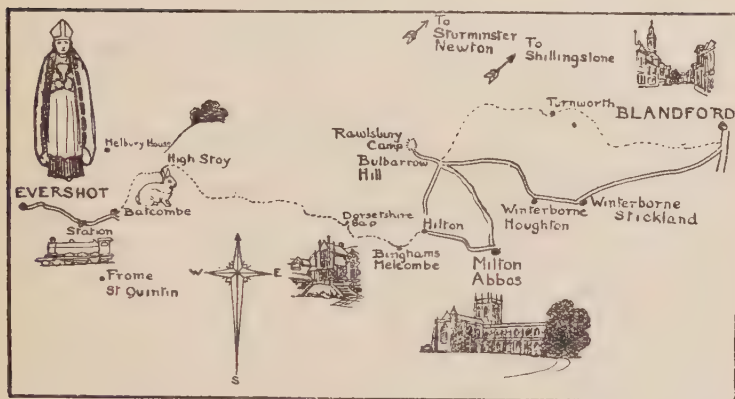 To
Sturminster
Newton
To
Shillingstone
Turnworth
BLANDFORD
Melbury House
High Stoy
Rawlsbury
Camp
Bulbarrow
Hill
EVERSHOT
Batcombe
Station
Dorsetshire
Gap
Hilton
Winterborne
Houghton
Winterborne
Stickland
Binghams
Melcombe
Milton
Abbas
Frome
St Quintin
W
E
S